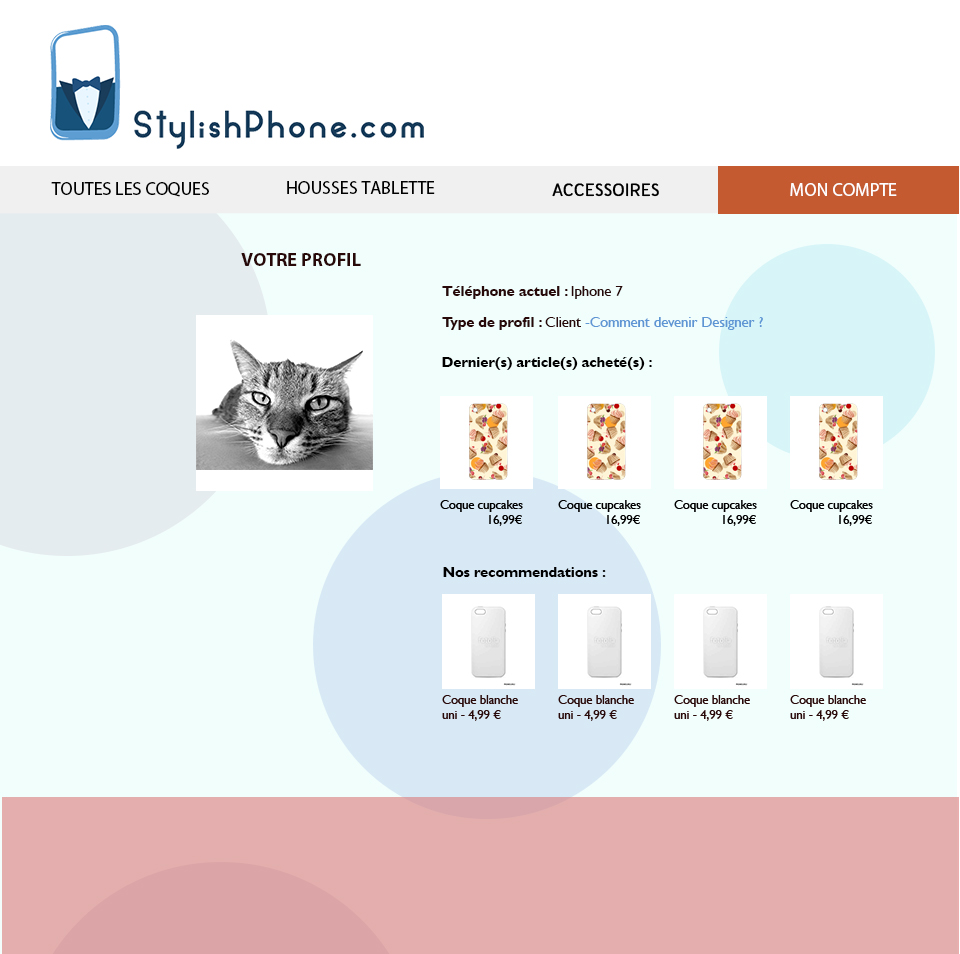 StylishPhone.com
TOUTES LES COQUES HOUSSES TABLETTE ACCESSOIRES MON COMPTE
VOTRE PROFIL
Téléphone actuel : Iphone 7
Type de profil : Client -Comment devenir Designer ?
Dernier(s) article(s) acheté(s) :
Coque cupcakes
16,99€
Coque cupcakes
16,99€
Coque cupcakes
16,99€
Coque cupcakes
16,99€
Nos recommendations :
Coque blanche
uni - 4,99 €
Coque blanche
uni - 4,99 €
Coque blanche
uni - 4,99 €
Coque blanche
uni - 4,99 €